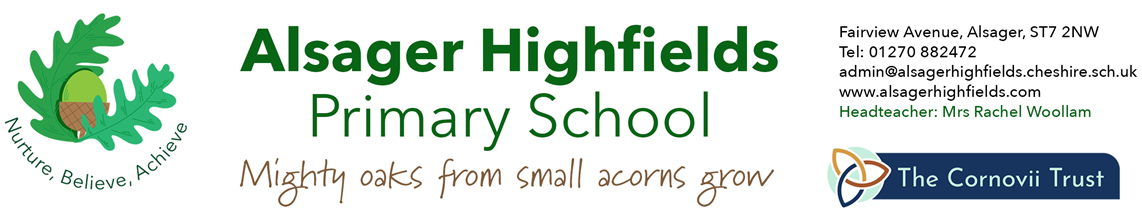 Nurture, Believe, Achieve
Alsager Highfields
Primary School
Mighty oaks from small acorns grow
Fairview Avenue, Alsager, ST7 2NW
Tel: 01270 882472
admin@alsagerhighfields.cheshire.sch.uk
www.alsagerhighfields.com
Headteacher: Mrs Rachel Woollam
The Cornovii Trust